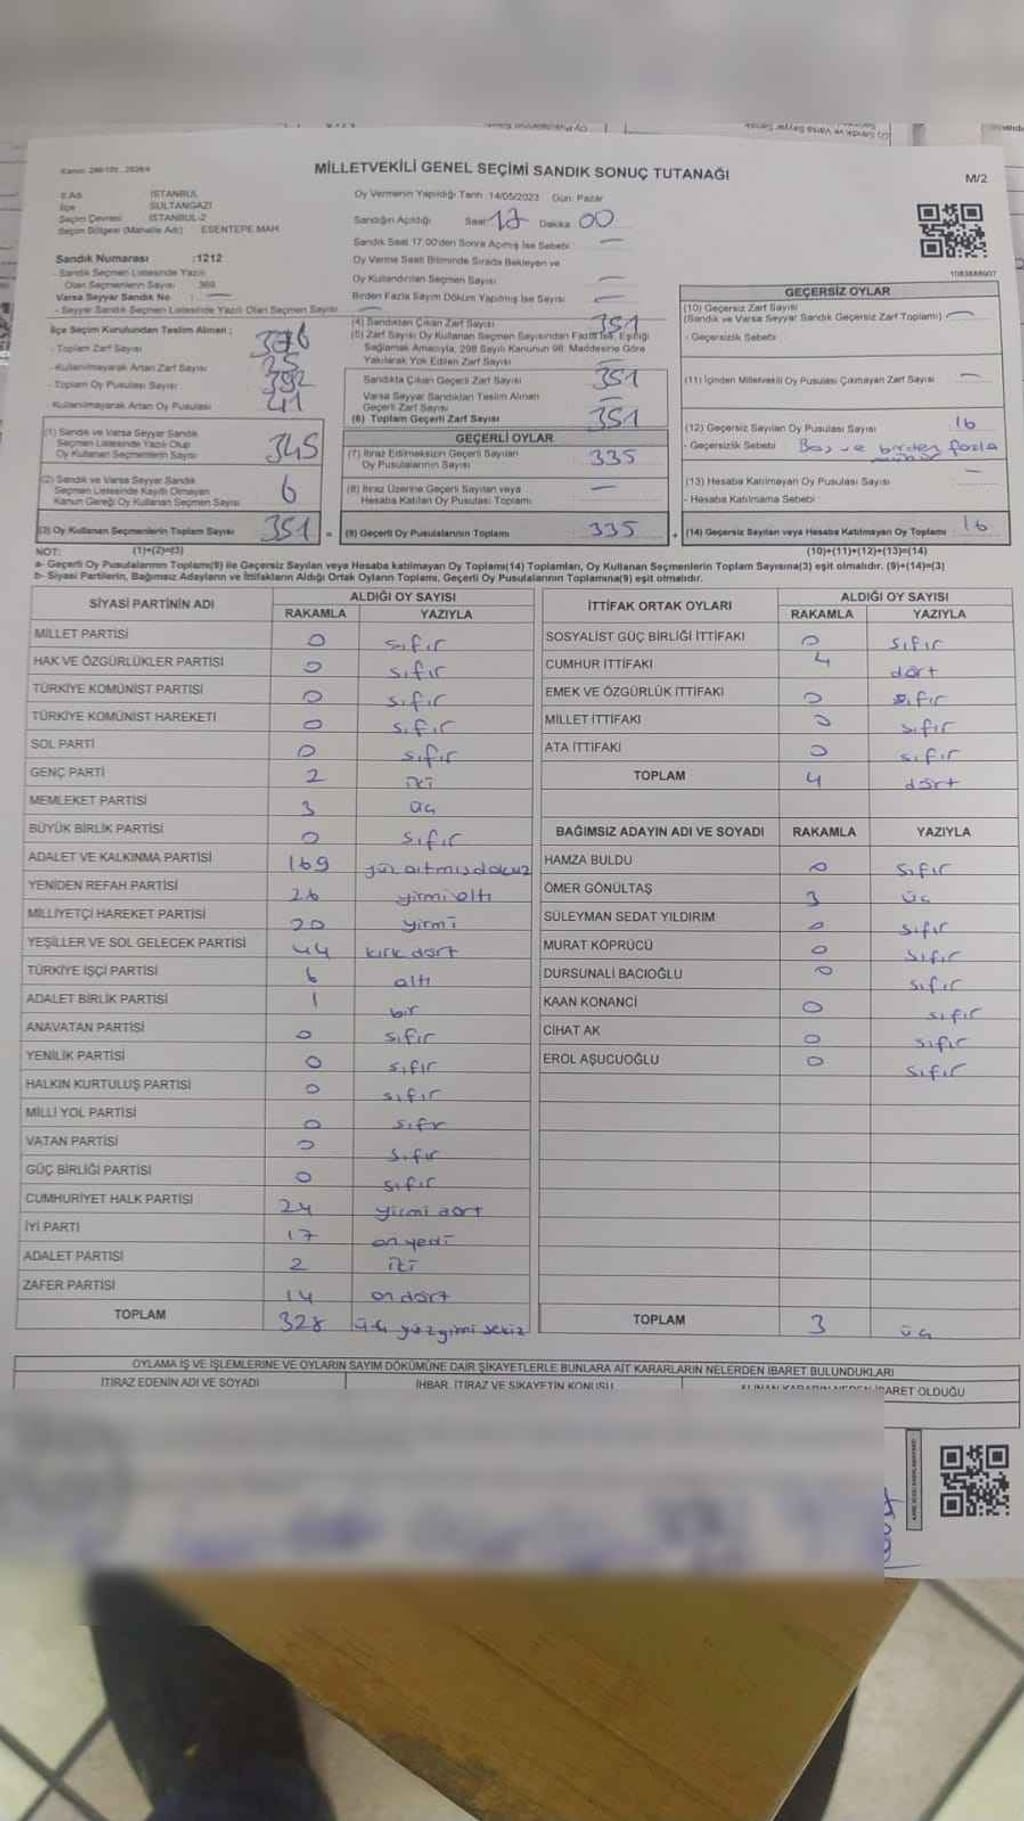 MİLLETVEKİLİ GENEL SEÇİMİ SANDIK SONUÇ TUTANAĞI
M/2
İl Adı İSTANBUL
İlçe SULTANGAZİ
Seçim Çevresi İSTANBUL-2
Seçim Bölgesi (Mahalle Adı) ESENTEPE MAH.
Oy Vermenin Yapıldığı Tarih :14/05/2023 Gün: Pazar
Sandığın Açıldığı Saat 17 Dakika 00
Sandık Saat 17.00'den Sonra Açılmış İse Sebebi : —
Oy Verme Saati Bitiminde Sırada Bekleyen ve
Oy Kullandırılan Seçmen Sayısı —
Birden Fazla Sayım Döküm Yapılmış İse Sayısı —
Sandık Numarası :1212
- Sandık Seçmen Listesinde Yazılı
Olan Seçmenlerin Sayısı 369
Varsa Seyyar Sandık No —
- Seyyar Sandık Seçmen Listesinde Yazılı Olan Seçmen Sayısı
İlçe Seçim Kurulundan Teslim Alınan ;
- Toplam Zarf Sayısı 376
- Kullanılmayarak Artan Zarf Sayısı 25
- Toplam Oy Pusulası Sayısı 392
- Kullanılmayarak Artan Oy Pusulası 41
(1) Sandık ve Varsa Seyyar Sandık
Seçmen Listesinde Yazılı Olup
Oy Kullanan Seçmenlerin Sayısı 345
(2) Sandık ve Varsa Seyyar Sandık
Seçmen Listesinde Kayıtlı Olmayan
Kanun Gereği Oy Kullanan Seçmen Sayısı 6
(3) Oy Kullanan Seçmenlerin Toplam Sayısı 351
(4) Sandıktan Çıkan Zarf Sayısı 351
(5) Zarf Sayısı Oy Kullanan Seçmen Sayısından Fazla İse, Eşitliği
Sağlamak Amacıyla, 298 Sayılı Kanunun 98. Maddesine Göre
Yakılarak Yok Edilen Zarf Sayısı —
Sandıkta Çıkan Geçerli Zarf Sayısı 351
Varsa Seyyar Sandıktan Teslim Alınan
Geçerli Zarf Sayısı —
(6) Toplam Geçerli Zarf Sayısı 351
GEÇERLİ OYLAR
(7) İtiraz Edilmeksizin Geçerli Sayılan
Oy Pusulalarının Sayısı 335
(8) İtiraz Üzerine Geçerli Sayılan veya
Hesaba Katılan Oy Pusulası Toplamı —
(9) Geçerli Oy Pusulalarının Toplamı 335
1083888607
GEÇERSİZ OYLAR
(10) Geçersiz Zarf Sayısı
(Sandık ve Varsa Seyyar Sandık Geçersiz Zarf Toplamı) —
- Geçersizlik Sebebi :
(11) İçinden Milletvekili Oy Pusulası Çıkmayan Zarf Sayısı —
(12) Geçersiz Sayılan Oy Pusulası Sayısı 16
- Geçersizlik Sebebi : Boş ve birden fazla
(13) Hesaba Katılmayan Oy Pusulası Sayısı —
- Hesaba Katılmama Sebebi :
(14) Geçersiz Sayılan veya Hesaba Katılmayan Oy Toplamı 16
NOT: (1)+(2)=(3) (10)+(11)+(12)+(13)=(14)
a- Geçerli Oy Pusulalarının Toplamı(9) ile Geçersiz Sayılan veya Hesaba katılmayan Oy Toplamı(14) Toplamları, Oy Kullanan Seçmenlerin Toplam Sayısına(3) eşit olmalıdır. (9)+(14)=(3)
b- Siyasi Partilerin, Bağımsız Adayların ve İttifakların Aldığı Ortak Oyların Toplamı, Geçerli Oy Pusulalarının Toplamına(9) eşit olmalıdır.
SİYASİ PARTİNİN ADI ALDIĞI OY SAYISI
RAKAMLA YAZIYLA
MİLLET PARTİSİ 0 sıfır
HAK VE ÖZGÜRLÜKLER PARTİSİ 0 sıfır
TÜRKİYE KOMÜNİST PARTİSİ 0 sıfır
TÜRKİYE KOMÜNİST HAREKETİ 0 sıfır
SOL PARTİ 0 sıfır
GENÇ PARTİ 2 iki
MEMLEKET PARTİSİ 3 üç
BÜYÜK BİRLİK PARTİSİ 0 sıfır
ADALET VE KALKINMA PARTİSİ 169 yüz altmış dokuz
YENİDEN REFAH PARTİSİ 26 yirmi altı
MİLLİYETÇİ HAREKET PARTİSİ 20 yirmi
YEŞİLLER VE SOL GELECEK PARTİSİ 44 kırk dört
TÜRKİYE İŞÇİ PARTİSİ 6 altı
ADALET BİRLİK PARTİSİ 1 bir
ANAVATAN PARTİSİ 0 sıfır
YENİLİK PARTİSİ 0 sıfır
HALKIN KURTULUŞ PARTİSİ 0 sıfır
MİLLİ YOL PARTİSİ 0 sıfır
VATAN PARTİSİ 0 sıfır
GÜÇ BİRLİĞİ PARTİSİ 0 sıfır
CUMHURİYET HALK PARTİSİ 24 yirmi dört
İYİ PARTİ 17 on yedi
ADALET PARTİSİ 2 iki
ZAFER PARTİSİ 14 on dört
TOPLAM 328 üç yüz yirmi sekiz
İTTİFAK ORTAK OYLARI ALDIĞI OY SAYISI
RAKAMLA YAZIYLA
SOSYALİST GÜÇ BİRLİĞİ İTTİFAKI 0 sıfır
CUMHUR İTTİFAKI 4 dört
EMEK VE ÖZGÜRLÜK İTTİFAKI 0 sıfır
MİLLET İTTİFAKI 0 sıfır
ATA İTTİFAKI 0 sıfır
TOPLAM 4 dört
BAĞIMSIZ ADAYIN ADI VE SOYADI RAKAMLA YAZIYLA
HAMZA BULDU 0 sıfır
ÖMER GÖNÜLTAŞ 3 üç
SÜLEYMAN SEDAT YILDIRIM 0 sıfır
MURAT KÖPRÜCÜ 0 sıfır
DURSUNALİ BACIOĞLU 0 sıfır
KAAN KONANCİ 0 sıfır
CİHAT AK 0 sıfır
EROL AŞUCUOĞLU 0 sıfır
TOPLAM 3 üç
OYLAMA İŞ VE İŞLEMLERİNE VE OYLARIN SAYIM DÖKÜMÜNE DAİR ŞİKAYETLERLE BUNLARA AİT KARARLARIN NELERDEN İBARET BULUNDUKLARI
İTİRAZ EDENİN ADI VE SOYADI İHBAR, İTİRAZ VE ŞİKAYETİN KONUSU İBARET OLDUĞU